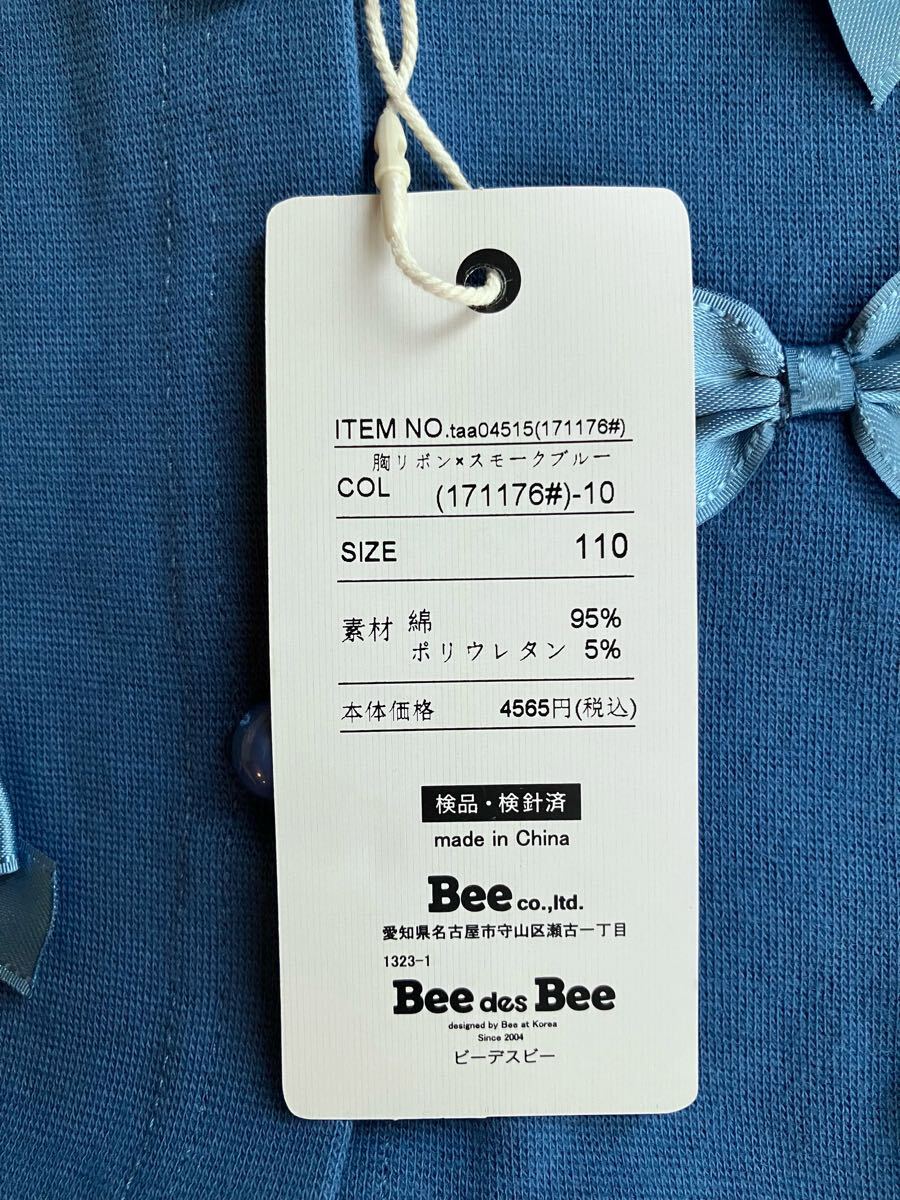 ITEM NO.taa04515(171176#)
胸リボン×スモークブルー
COL (171176#)-10
SIZE 110
素材 綿 95%
ポリウレタン 5%
本体価格 4565円(税込)
検品・検針済
made in China
Bee co.,ltd.
愛知県名古屋市守山区瀬古一丁目
1323-1
Bee des Bee
designed by Bee at Korea
Since 2004
ビーデスビー